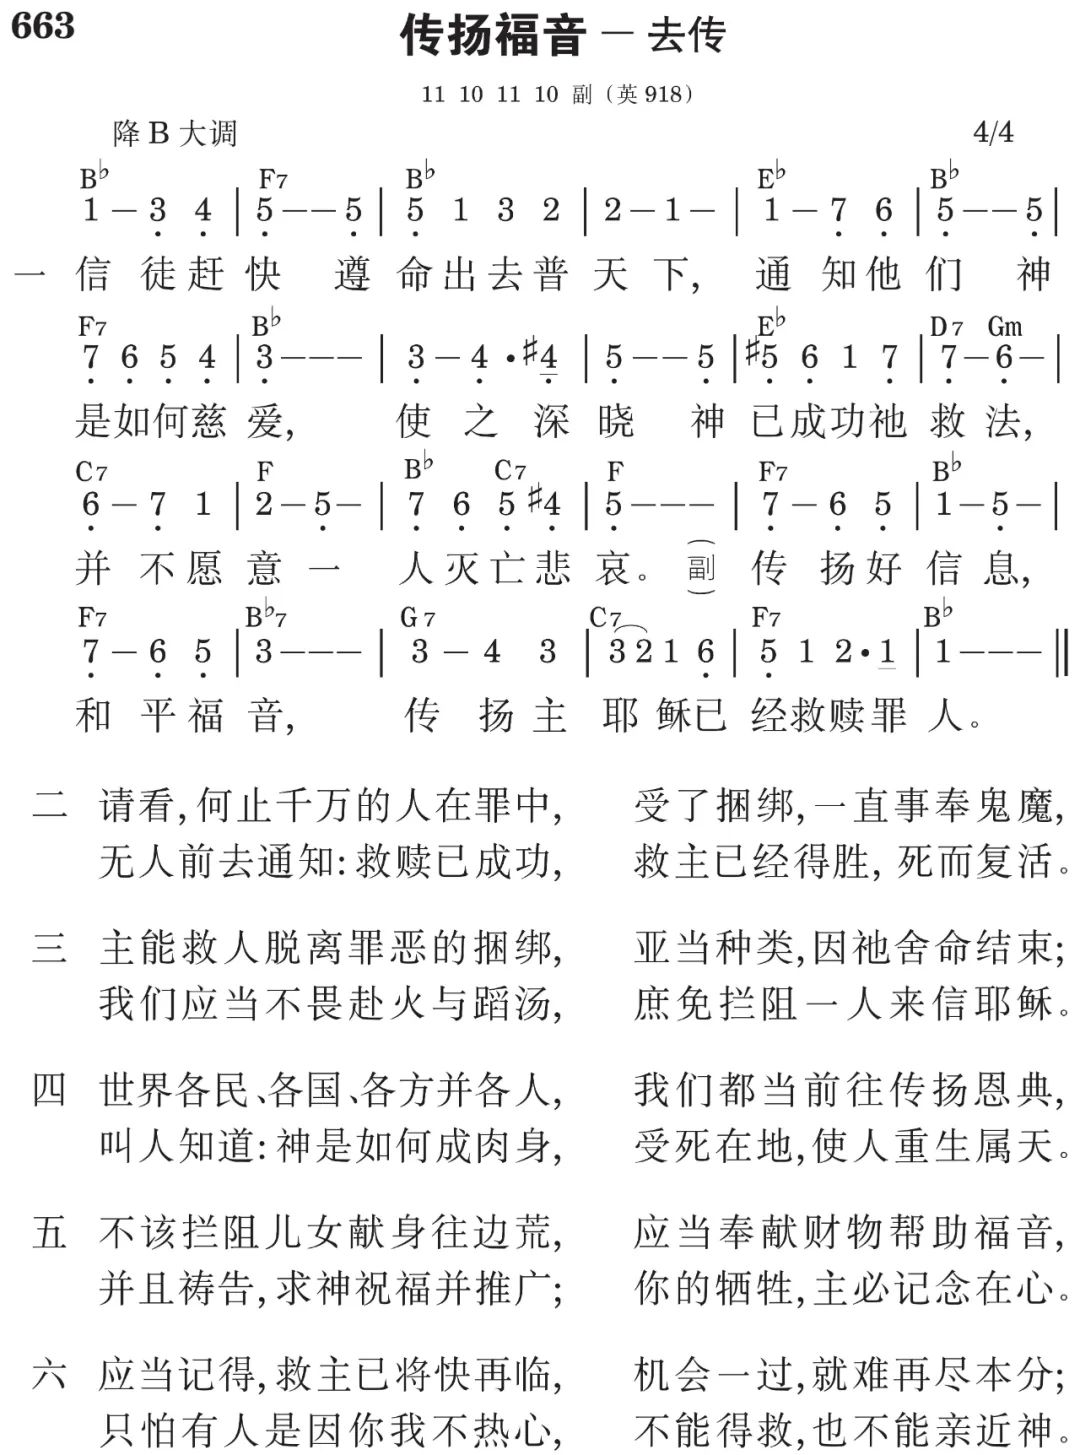 663
传扬福音－去传
11 10 11 10 副（英918）
降B大调 4/4
B♭ F7 B♭ E♭ B♭
1 － 3 4 | 5 － － 5 | 5 1 3 2 | 2 － 1 － | 1 － 7 6 | 5 － － 5 |
一 信徒赶快遵命出去普天下, 通知他们神
F7 B♭ E♭ D7 Gm
7 6 5 4 | 3 － － － | 3 － 4 · ♯4 | 5 － － 5 | ♯5 6 1 7 | 7 － 6 － |
是如何慈爱, 使之深晓神已成功祂救法,
C7 F B♭ C7 F F7 B♭
6 － 7 1 | 2 － 5 － | 7 6 5 ♯4 | 5 － － － | 7 － 6 5 | 1 － 5 － |
并不愿意一人灭亡悲哀。（副）传扬好信息,
F7 B♭7 G7 C7 F7 B♭
7 － 6 5 | 3 － － － | 3 － 4 3 | 3 2 1 6 | 5 1 2 · 1 | 1 － － － ‖
和平福音, 传扬主耶稣已经救赎罪人。
二 请看,何止千万的人在罪中, 受了捆绑,一直事奉鬼魔,
无人前去通知:救赎已成功, 救主已经得胜, 死而复活。
三 主能救人脱离罪恶的捆绑, 亚当种类,因祂舍命结束;
我们应当不畏赴火与蹈汤, 庶免拦阻一人来信耶稣。
四 世界各民、各国、各方并各人, 我们都当前往传扬恩典,
叫人知道:神是如何成肉身, 受死在地,使人重生属天。
五 不该拦阻儿女献身往边荒, 应当奉献财物帮助福音,
并且祷告,求神祝福并推广; 你的牺牲,主必记念在心。
六 应当记得,救主已将快再临, 机会一过,就难再尽本分;
只怕有人是因你我不热心, 不能得救,也不能亲近神。